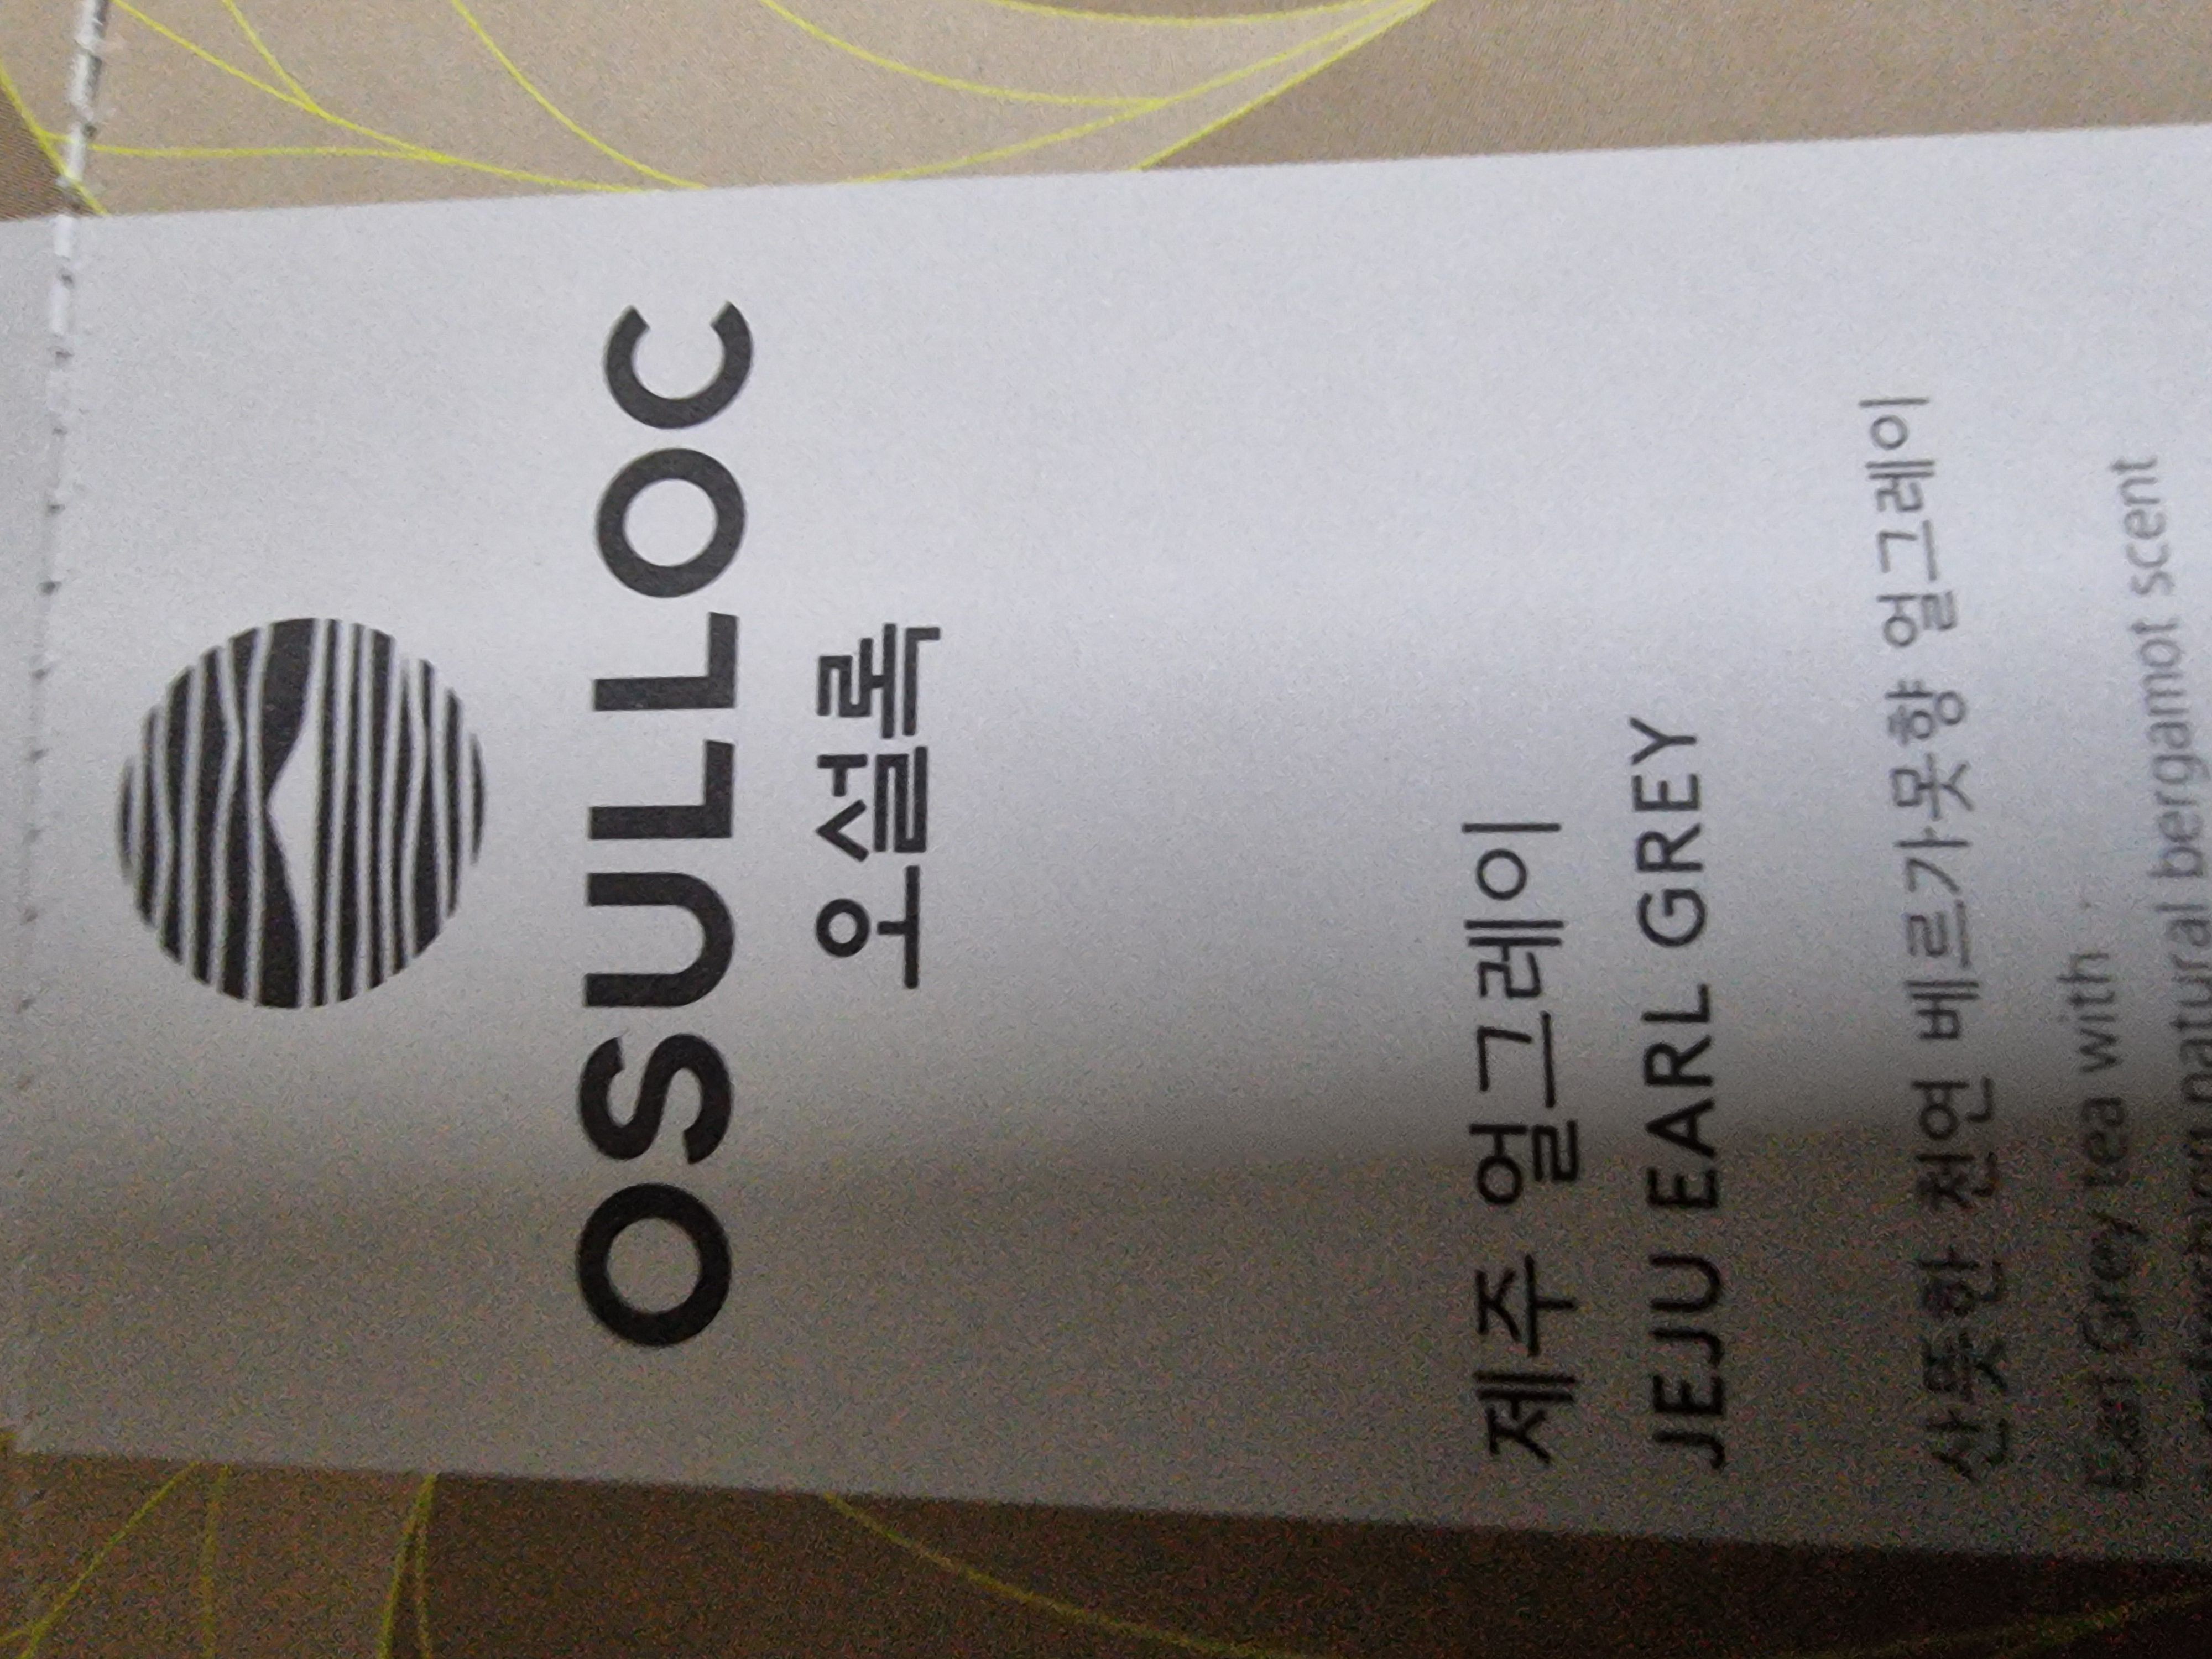 OSULLOC
오설록
제주 얼그레이
JEJU EARL GREY
산뜻한 천연 베르가못향 얼그레이
Earl Grey tea with
natural bergamot scent